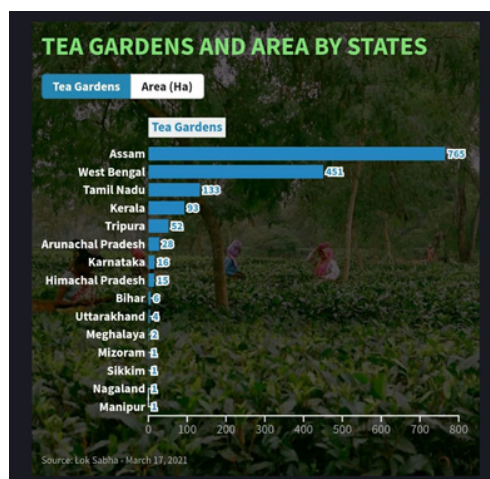 TEA GARDENS AND AREA BY STATES
Tea Gardens Area (Ha)
Tea Gardens
Assam 765
West Bengal 451
Tamil Nadu 133
Kerala 93
Tripura 52
Arunachal Pradesh 28
Karnataka 16
Himachal Pradesh 15
Bihar 6
Uttarakhand 4
Meghalaya 2
Mizoram 1
Sikkim 1
Nagaland 1
Manipur 1
0 100 200 300 400 500 600 700 800
Source: Lok Sabha - March 17, 2021